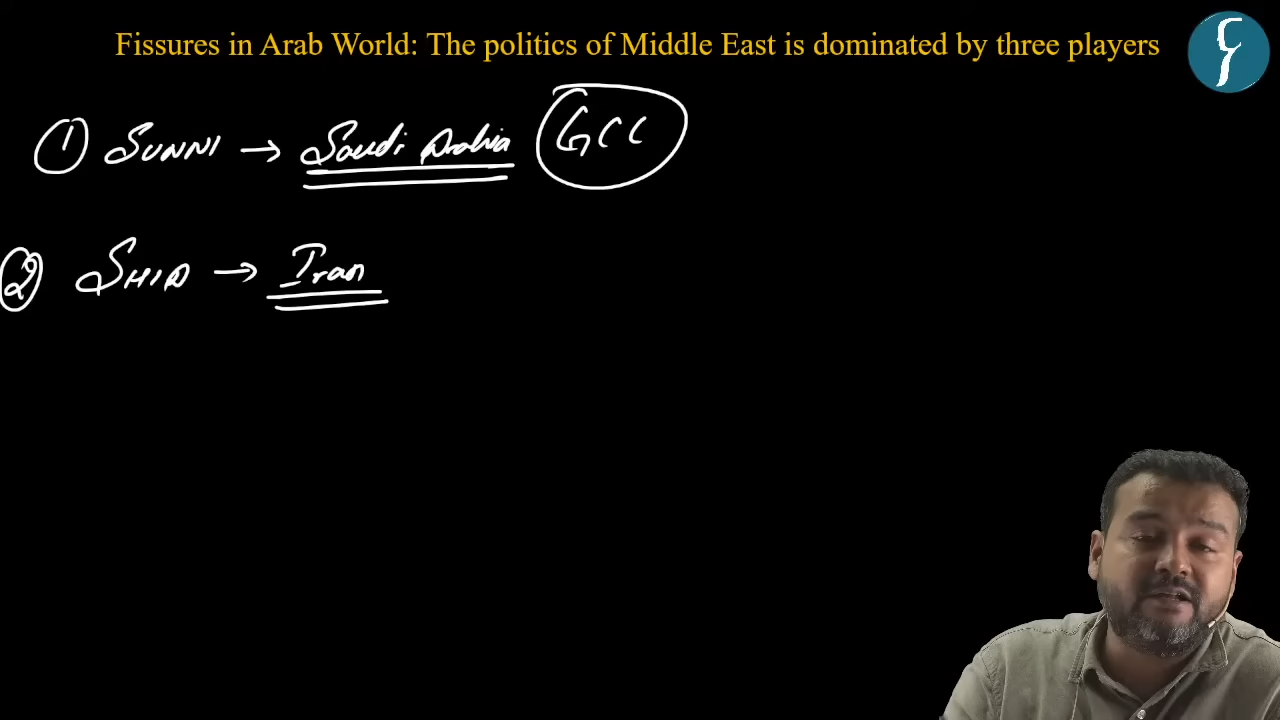 Fissures in Arab World: The politics of Middle East is dominated by three players
① SUNNI → Saudi Arabia GCC
② SHIA → Iran